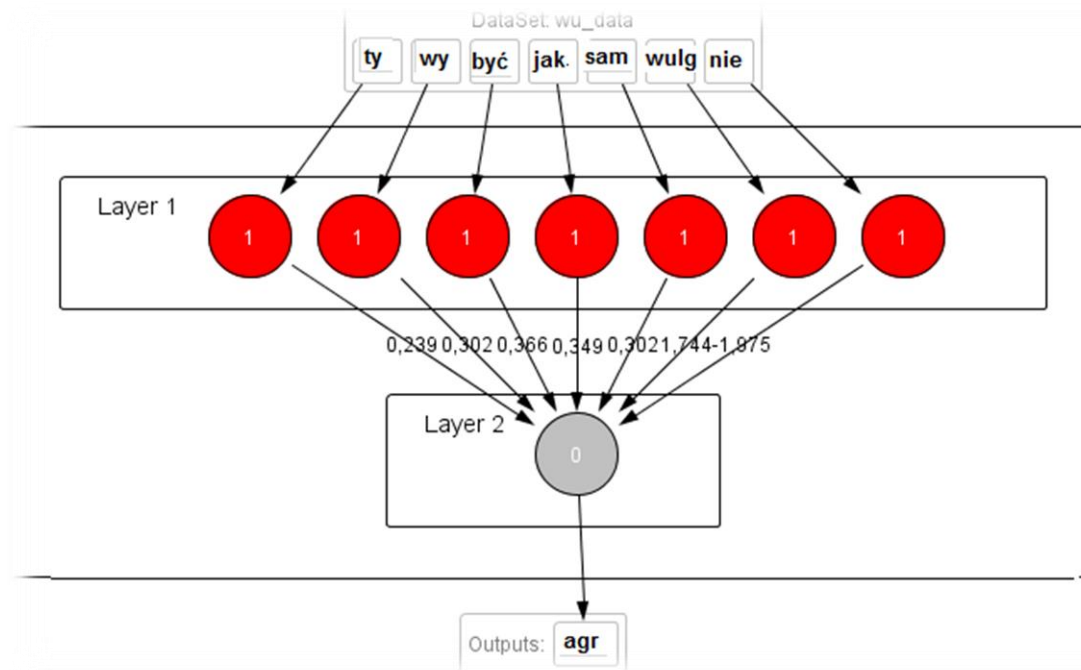 DataSet: wu_data
ty wy być jak. sam wulg nie
Layer 1
1 1 1 1 1 1 1
0,239 0,302 0,366 0,349 0,302 1,744 -1,975
Layer 2
0
Outputs: agr